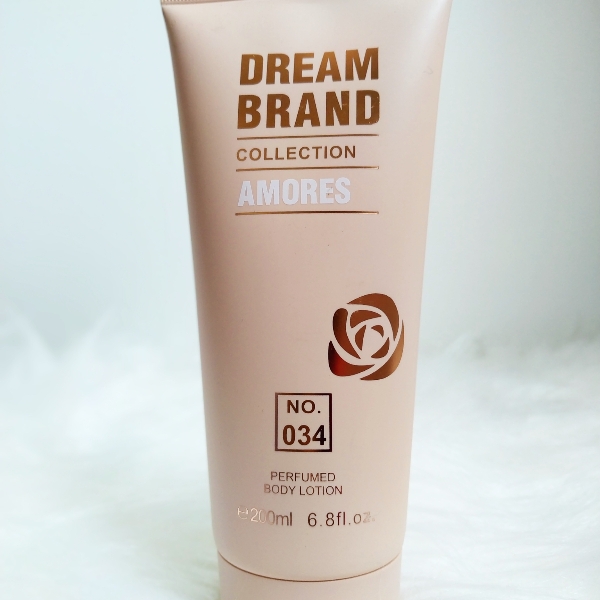 DREAM
BRAND
COLLECTION
AMORES
NO.
034
PERFUMED
BODY LOTION
℮200ml 6.8fl.oz.